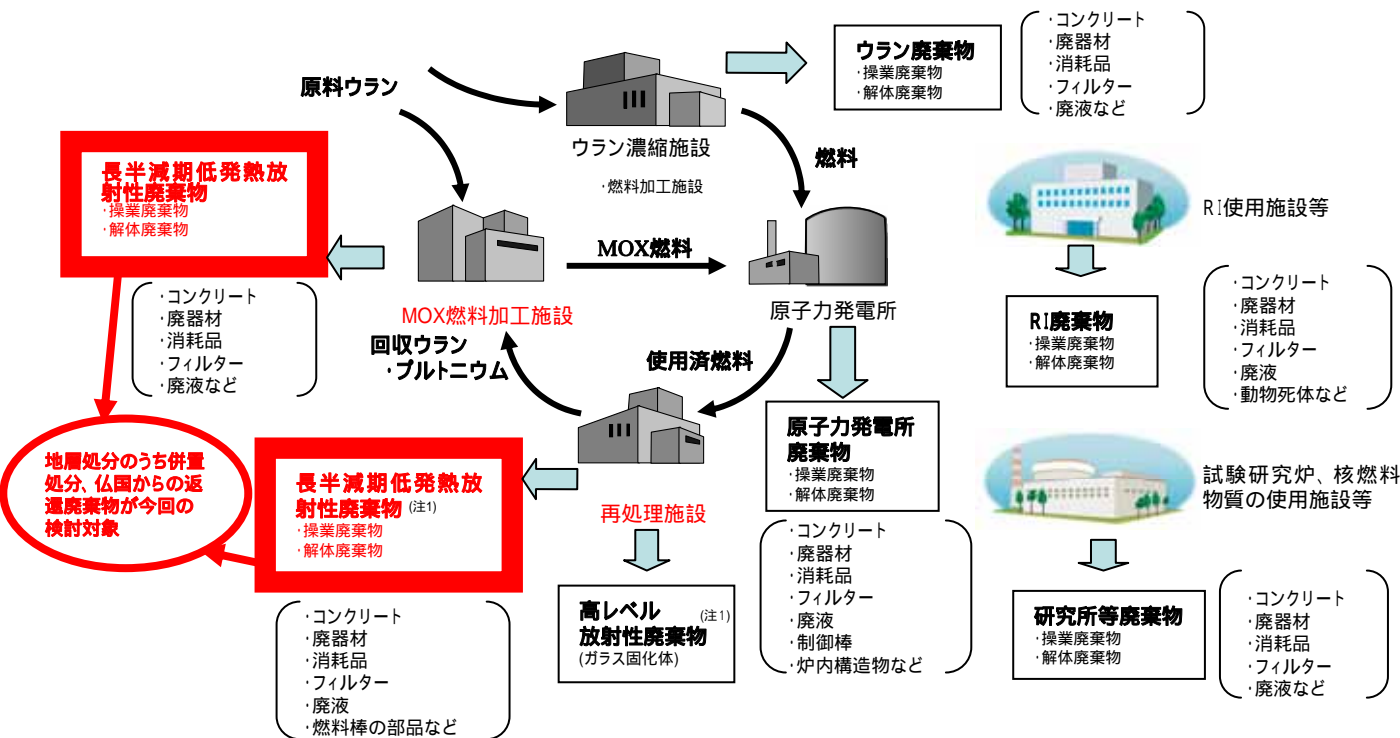 原料ウラン
ウラン濃縮施設
・燃料加工施設
ウラン廃棄物
・操業廃棄物
・解体廃棄物
・コンクリート
・廃器材
・消耗品
・フィルター
・廃液など
燃料
長半減期低発熱放
射性廃棄物
・操業廃棄物
・解体廃棄物
・コンクリート
・廃器材
・消耗品
・フィルター
・廃液など
MOX燃料加工施設
MOX燃料
原子力発電所
回収ウラン
・プルトニウム
使用済燃料
再処理施設
原子力発電所
廃棄物
・操業廃棄物
・解体廃棄物
・コンクリート
・廃器材
・消耗品
・フィルター
・廃液
・制御棒
・炉内構造物など
地層処分のうち併置
処分、仏国からの返
還廃棄物が今回の
検討対象
長半減期低発熱放
射性廃棄物 (注1)
・操業廃棄物
・解体廃棄物
・コンクリート
・廃器材
・消耗品
・フィルター
・廃液
・燃料棒の部品など
高レベル (注1)
放射性廃棄物
(ガラス固化体)
RI使用施設等
RI廃棄物
・操業廃棄物
・解体廃棄物
・コンクリート
・廃器材
・消耗品
・フィルター
・廃液
・動物死体など
試験研究炉、核燃料
物質の使用施設等
研究所等廃棄物
・操業廃棄物
・解体廃棄物
・コンクリート
・廃器材
・消耗品
・フィルター
・廃液など